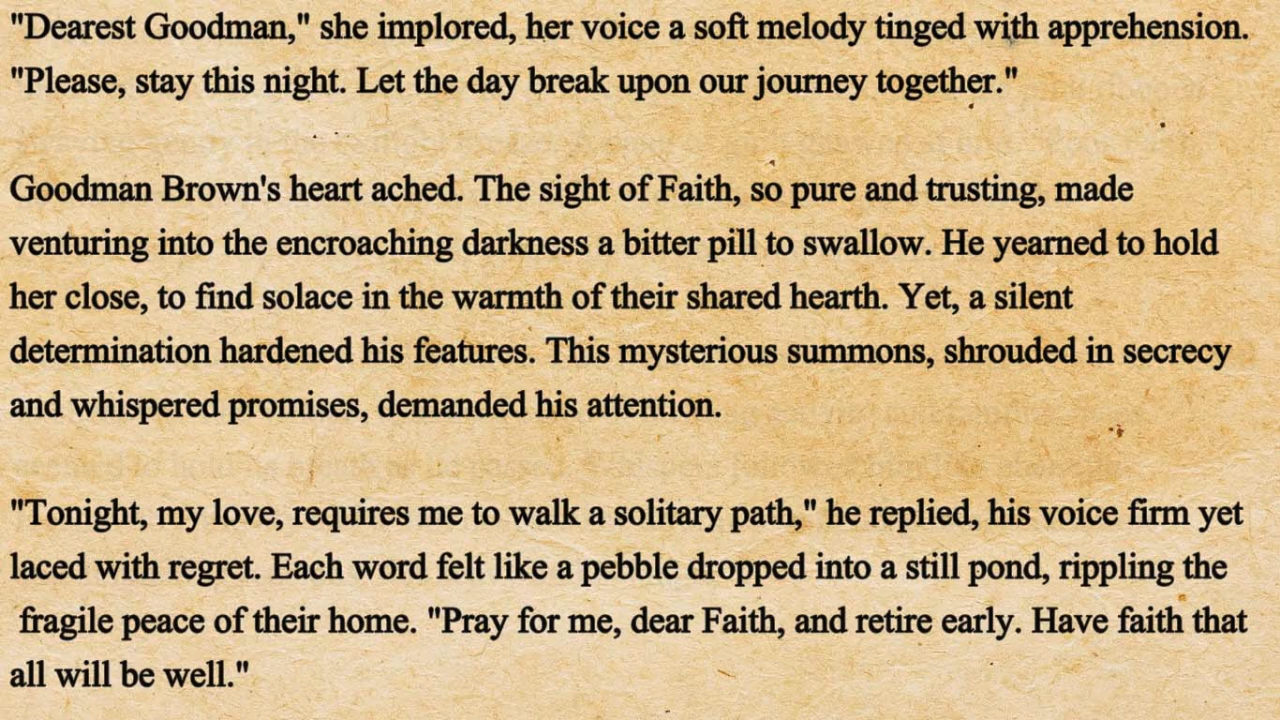 "Dearest Goodman," she implored, her voice a soft melody tinged with apprehension.
"Please, stay this night. Let the day break upon our journey together."
Goodman Brown's heart ached. The sight of Faith, so pure and trusting, made
venturing into the encroaching darkness a bitter pill to swallow. He yearned to hold
her close, to find solace in the warmth of their shared hearth. Yet, a silent
determination hardened his features. This mysterious summons, shrouded in secrecy
and whispered promises, demanded his attention.
"Tonight, my love, requires me to walk a solitary path," he replied, his voice firm yet
laced with regret. Each word felt like a pebble dropped into a still pond, rippling the
fragile peace of their home. "Pray for me, dear Faith, and retire early. Have faith that
all will be well."